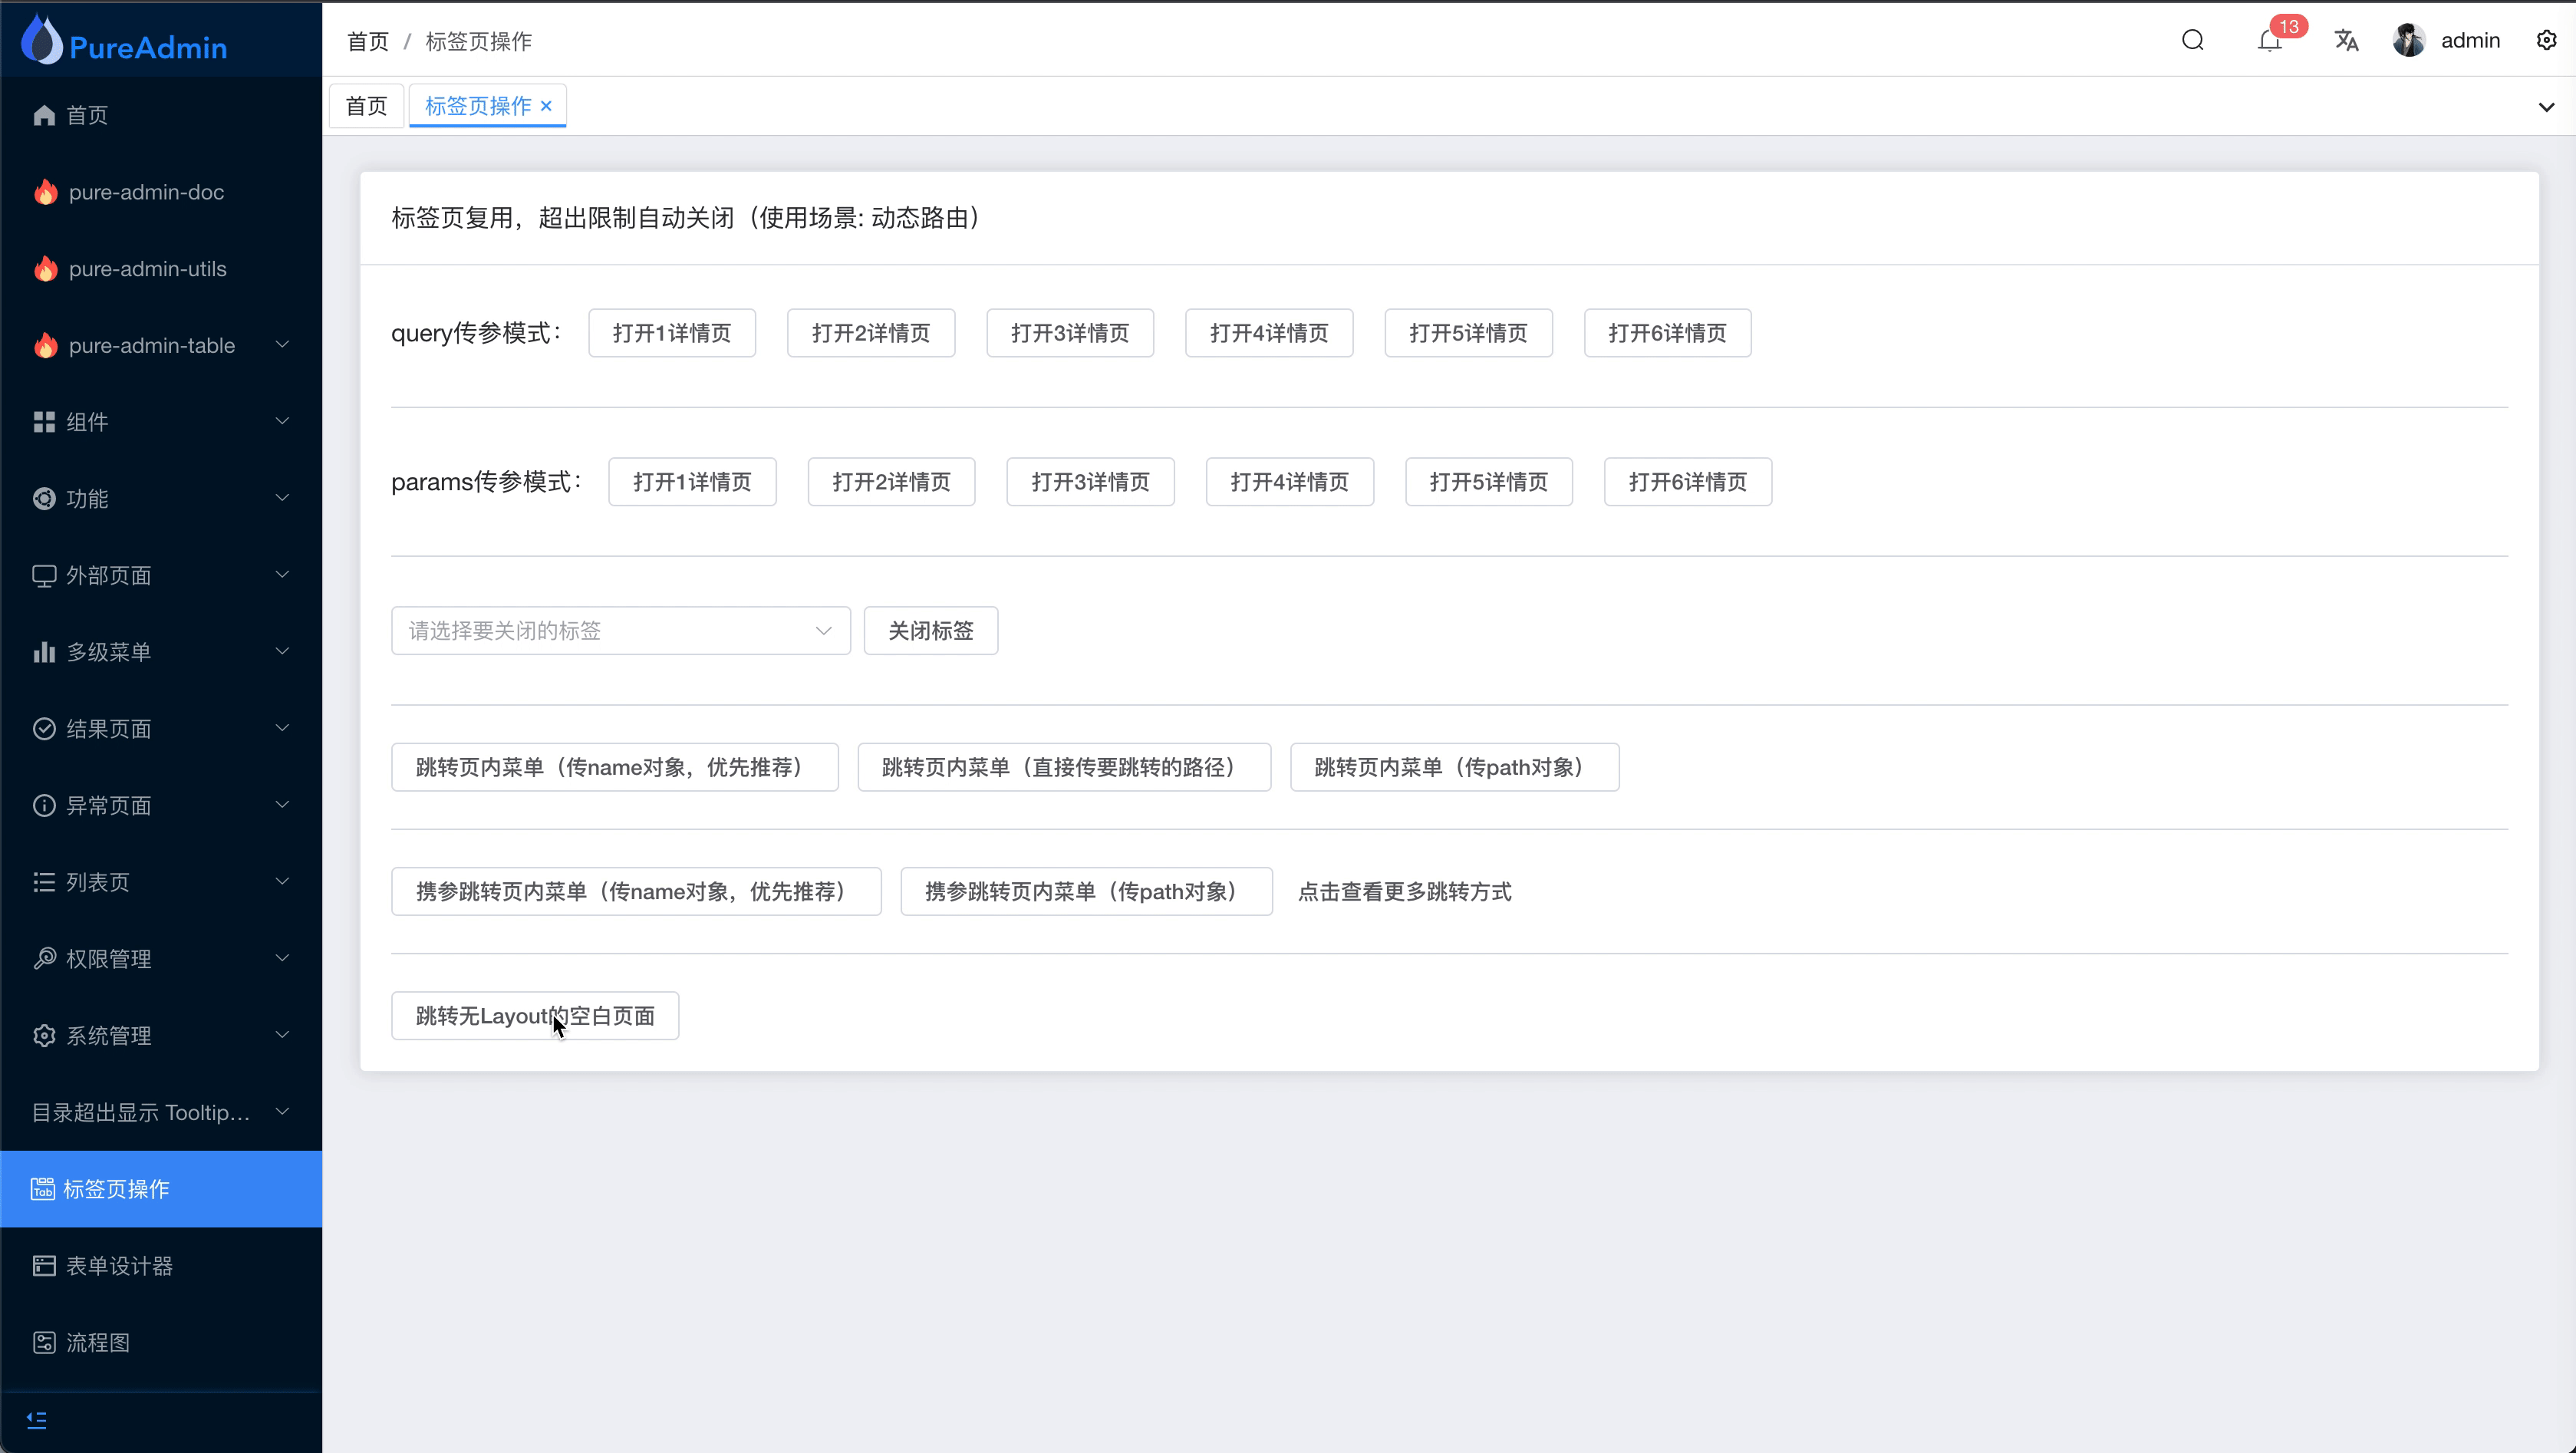 PureAdmin
首页
pure-admin-doc
pure-admin-utils
pure-admin-table
组件
功能
外部页面
多级菜单
结果页面
异常页面
列表页
权限管理
系统管理
目录超出显示 Tooltip...
标签页操作
表单设计器
流程图
首页 / 标签页操作
13
admin
首页
标签页操作
标签页复用，超出限制自动关闭（使用场景: 动态路由）
query传参模式： 打开1详情页 打开2详情页 打开3详情页 打开4详情页 打开5详情页 打开6详情页
params传参模式： 打开1详情页 打开2详情页 打开3详情页 打开4详情页 打开5详情页 打开6详情页
请选择要关闭的标签 关闭标签
跳转页内菜单（传name对象，优先推荐） 跳转页内菜单（直接传要跳转的路径） 跳转页内菜单（传path对象）
携参跳转页内菜单（传name对象，优先推荐） 携参跳转页内菜单（传path对象） 点击查看更多跳转方式
跳转无Layout的空白页面